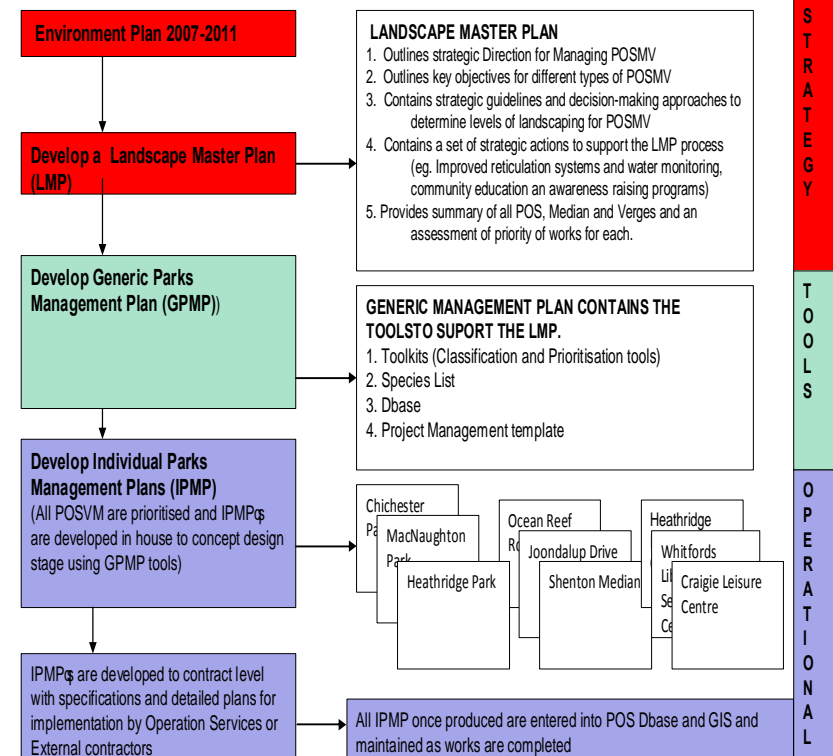 Environment Plan 2007-2011
LANDSCAPE MASTER PLAN
1. Outlines strategic Direction for Managing POSMV
2. Outlines key objectives for different types of POSMV
3. Contains strategic guidelines and decision-making approaches to
determine levels of landscaping for POSMV
4. Contains a set of strategic actions to support the LMP process
(eg. Improved reticulation systems and water monitoring,
community education an awareness raising programs)
5. Provides summary of all POS, Median and Verges and an
assessment of priority of works for each.
Develop a Landscape Master Plan
(LMP)
STRATEGY
Develop Generic Parks
Management Plan (GPMP))
GENERIC MANAGEMENT PLAN CONTAINS THE
TOOLSTO SUPORT THE LMP.
1. Toolkits (Classification and Prioritisation tools)
2. Species List
3. Dbase
4. Project Management template
TOOLS
Develop Individual Parks
Management Plans (IPMP)
(All POSVM are prioritised and IPMPqs
are developed in house to concept design
stage using GPMP tools)
Chichester
MacNaughton
Heathridge Park
Ocean Reef
Joondalup Drive
Shenton Median
Heathridge
Whitfords
Craigie Leisure
Centre
OPERATIONAL
IPMPqs are developed to contract level
with specifications and detailed plans for
implementation by Operation Services or
External contractors
All IPMP once produced are entered into POS Dbase and GIS and
maintained as works are completed